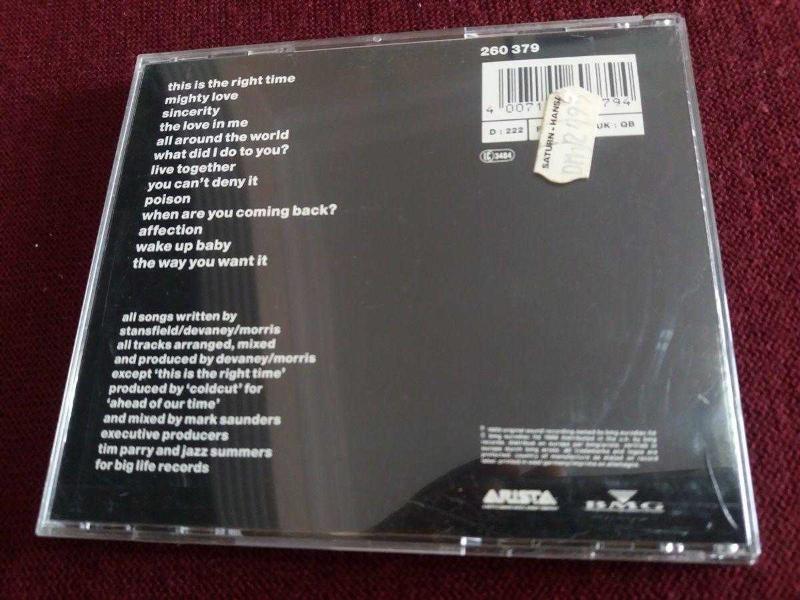 this is the right time
mighty love
sincerity
the love in me
all around the world
what did I do to you?
live together
you can't deny it
poison
when are you coming back?
affection
wake up baby
the way you want it
all songs written by
stansfield/devaney/morris
all tracks arranged, mixed
and produced by devaney/morris
except 'this is the right time'
produced by 'coldcut' for
'ahead of our time'
and mixed by mark saunders
executive producers
tim parry and jazz summers
for big life records
260 379
4 0071 794
D : 222
UK : QB
LC 3484
SATURN-HANSA
ARISTA
BMG